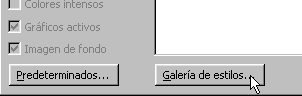 Colores intensos
Gráficos activos
Imagen de fondo
Predeterminados...
Galería de estilos...